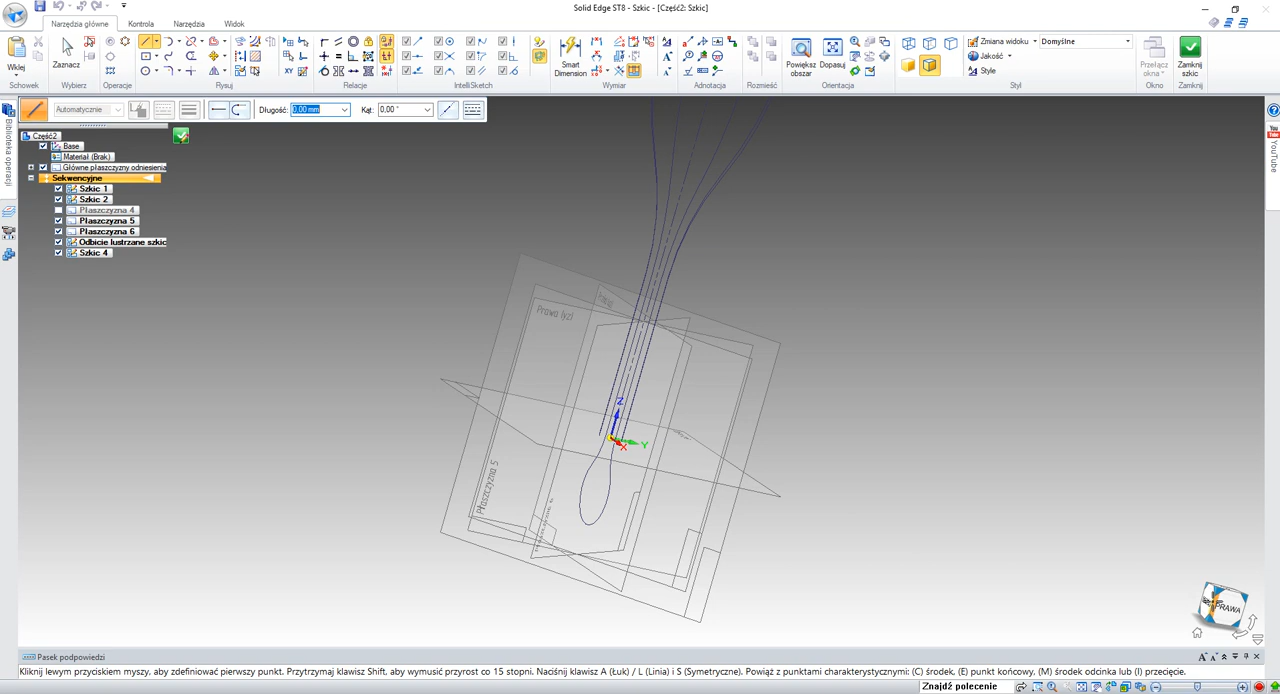 Solid Edge ST8 - Szkic - [Część2: Szkic]
Narzędzia główne
Kontrola
Narzędzia
Widok
Wklej
Zaznacz
Smart
Dimension
Powiększ
obszar
Dopasuj
Zmiana widoku
Domyślne
Jakość
Style
Przełącz
okna
Zamknij
szkic
Schowek
Wybierz
Operacje
Rysuj
Relacje
IntelliSketch
Wymiar
Adnotacja
Rozmieść
Orientacja
Styl
Okno
Zamknij
Automatycznie
Długość:
0,00 mm
Kąt:
0,00 °
Biblioteka operacji
YouTube
Część2
Base
Materiał (Brak)
Główne płaszczyzny odniesienia
Sekwencyjne
Szkic 1
Szkic 2
Płaszczyzna 4
Płaszczyzna 5
Płaszczyzna 6
Odbicie lustrzane szkic
Szkic 4
Prawa (yz)
Z
Y
X
Płaszczyzna 5
PRAWA
Pasek podpowiedzi
Kliknij lewym przyciskiem myszy, aby zdefiniować pierwszy punkt. Przytrzymaj klawisz Shift, aby wymusić przyrost co 15 stopni. Naciśnij klawisz A (Łuk) / L (Linia) i S (Symetryczne). Powiąż z punktami charakterystycznymi: (C) środek, (E) punkt końcowy, (M) środek odcinka lub (I) przecięcie.
Znajdź polecenie